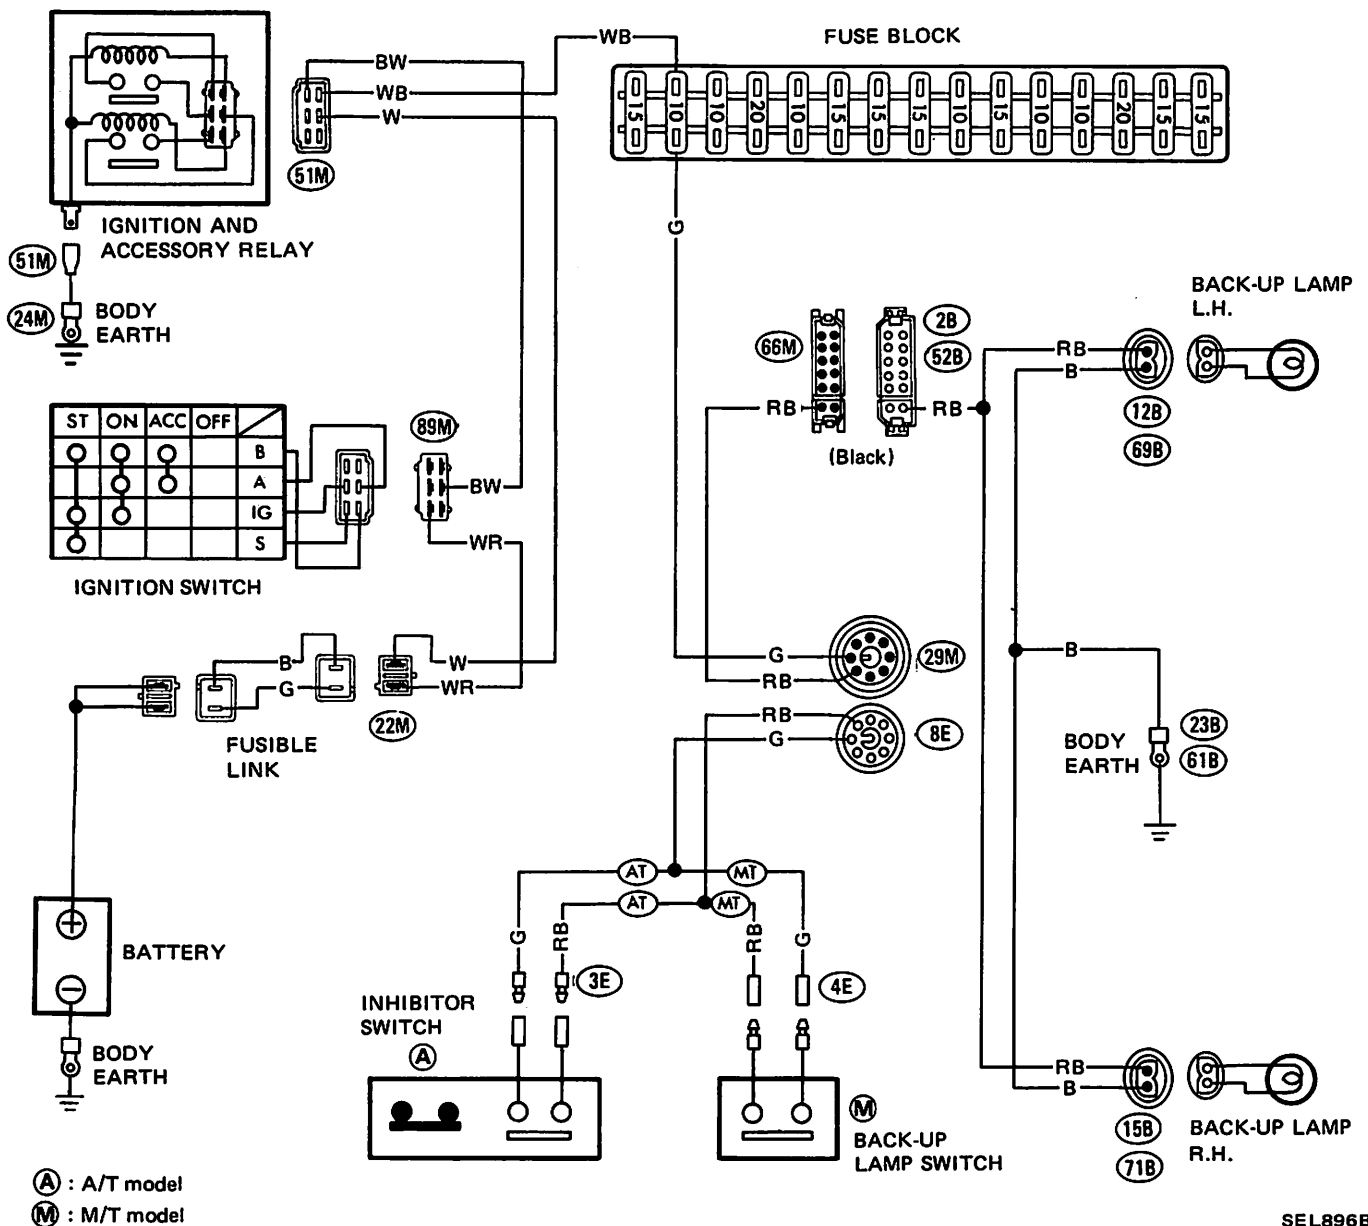 WB
FUSE BLOCK
BW
WB
W
15 10 10 20 10 15 15 15 10 15 10 10 20 15 15
51M
IGNITION AND
ACCESSORY RELAY
G
51M
24M
BODY
EARTH
BACK-UP LAMP
L.H.
66M
2B
52B
RB
B
RB
RB
(Black)
12B
69B
ST ON ACC OFF
B
A
IG
S
IGNITION SWITCH
89M
BW
WR
B
G
W
WR
22M
FUSIBLE
LINK
G
RB
29M
RB
G
8E
B
BODY
EARTH
23B
61B
AT
MT
AT
MT
G
RB
RB
G
3E
4E
BATTERY
BODY
EARTH
INHIBITOR
SWITCH
A
M
BACK-UP
LAMP SWITCH
RB
B
15B
71B
BACK-UP LAMP
R.H.
A : A/T model
M : M/T model
SEL896B